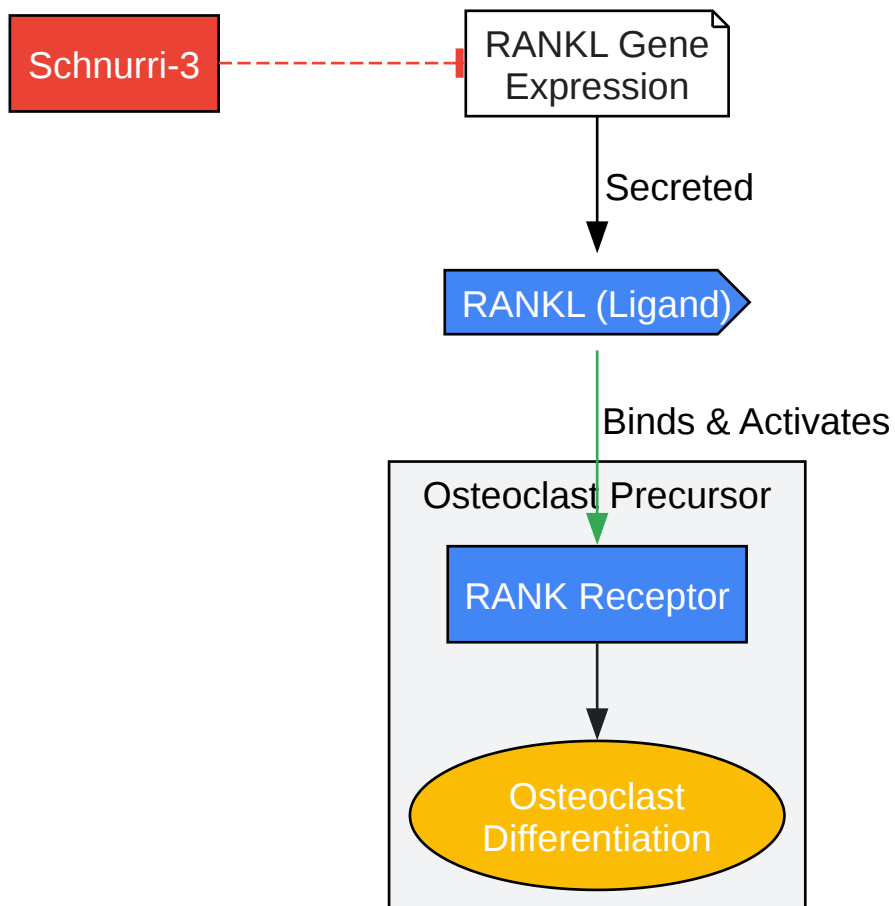 Schnurri-3
RANKL Gene
Expression
Secreted
RANKL (Ligand)
Binds & Activates
Osteoclast Precursor
RANK Receptor
Osteoclast
Differentiation